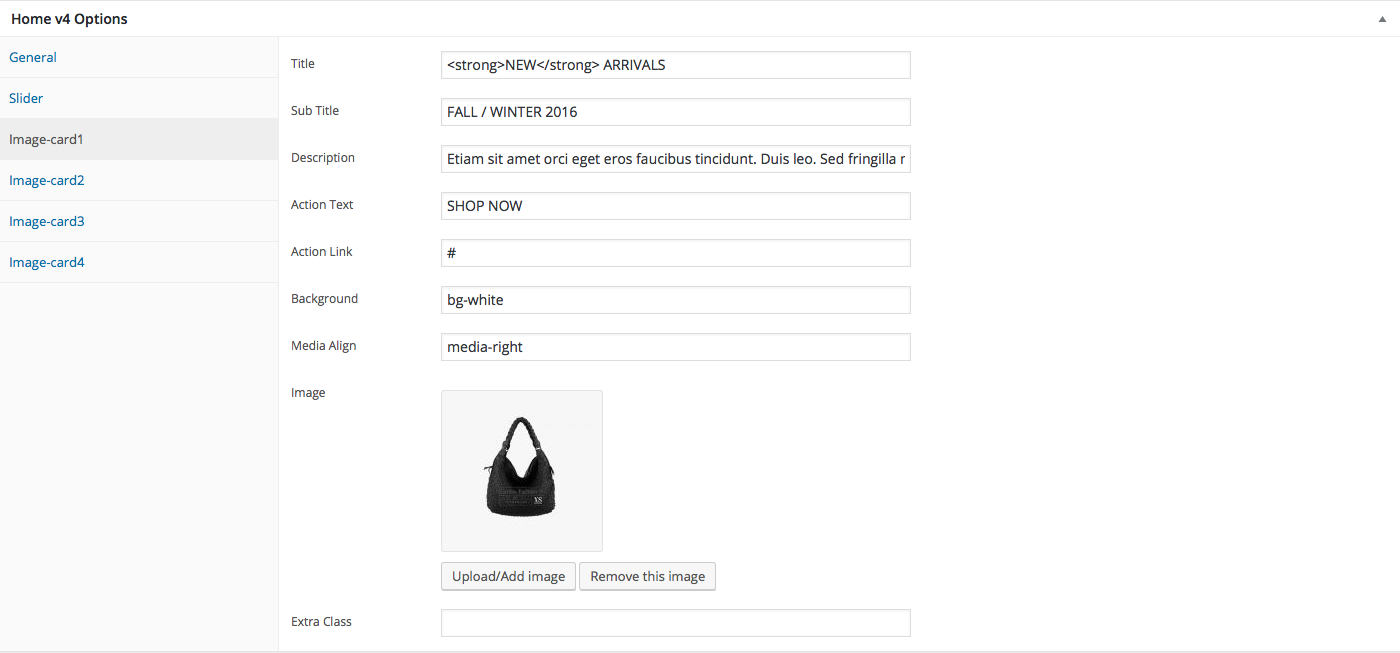 Home v4 Options
General
Slider
Image-card1
Image-card2
Image-card3
Image-card4
Title
<strong>NEW</strong> ARRIVALS
Sub Title
FALL / WINTER 2016
Description
Etiam sit amet orci eget eros faucibus tincidunt. Duis leo. Sed fringilla
Action Text
SHOP NOW
Action Link
#
Background
bg-white
Media Align
media-right
Image
Upload/Add image
Remove this image
Extra Class